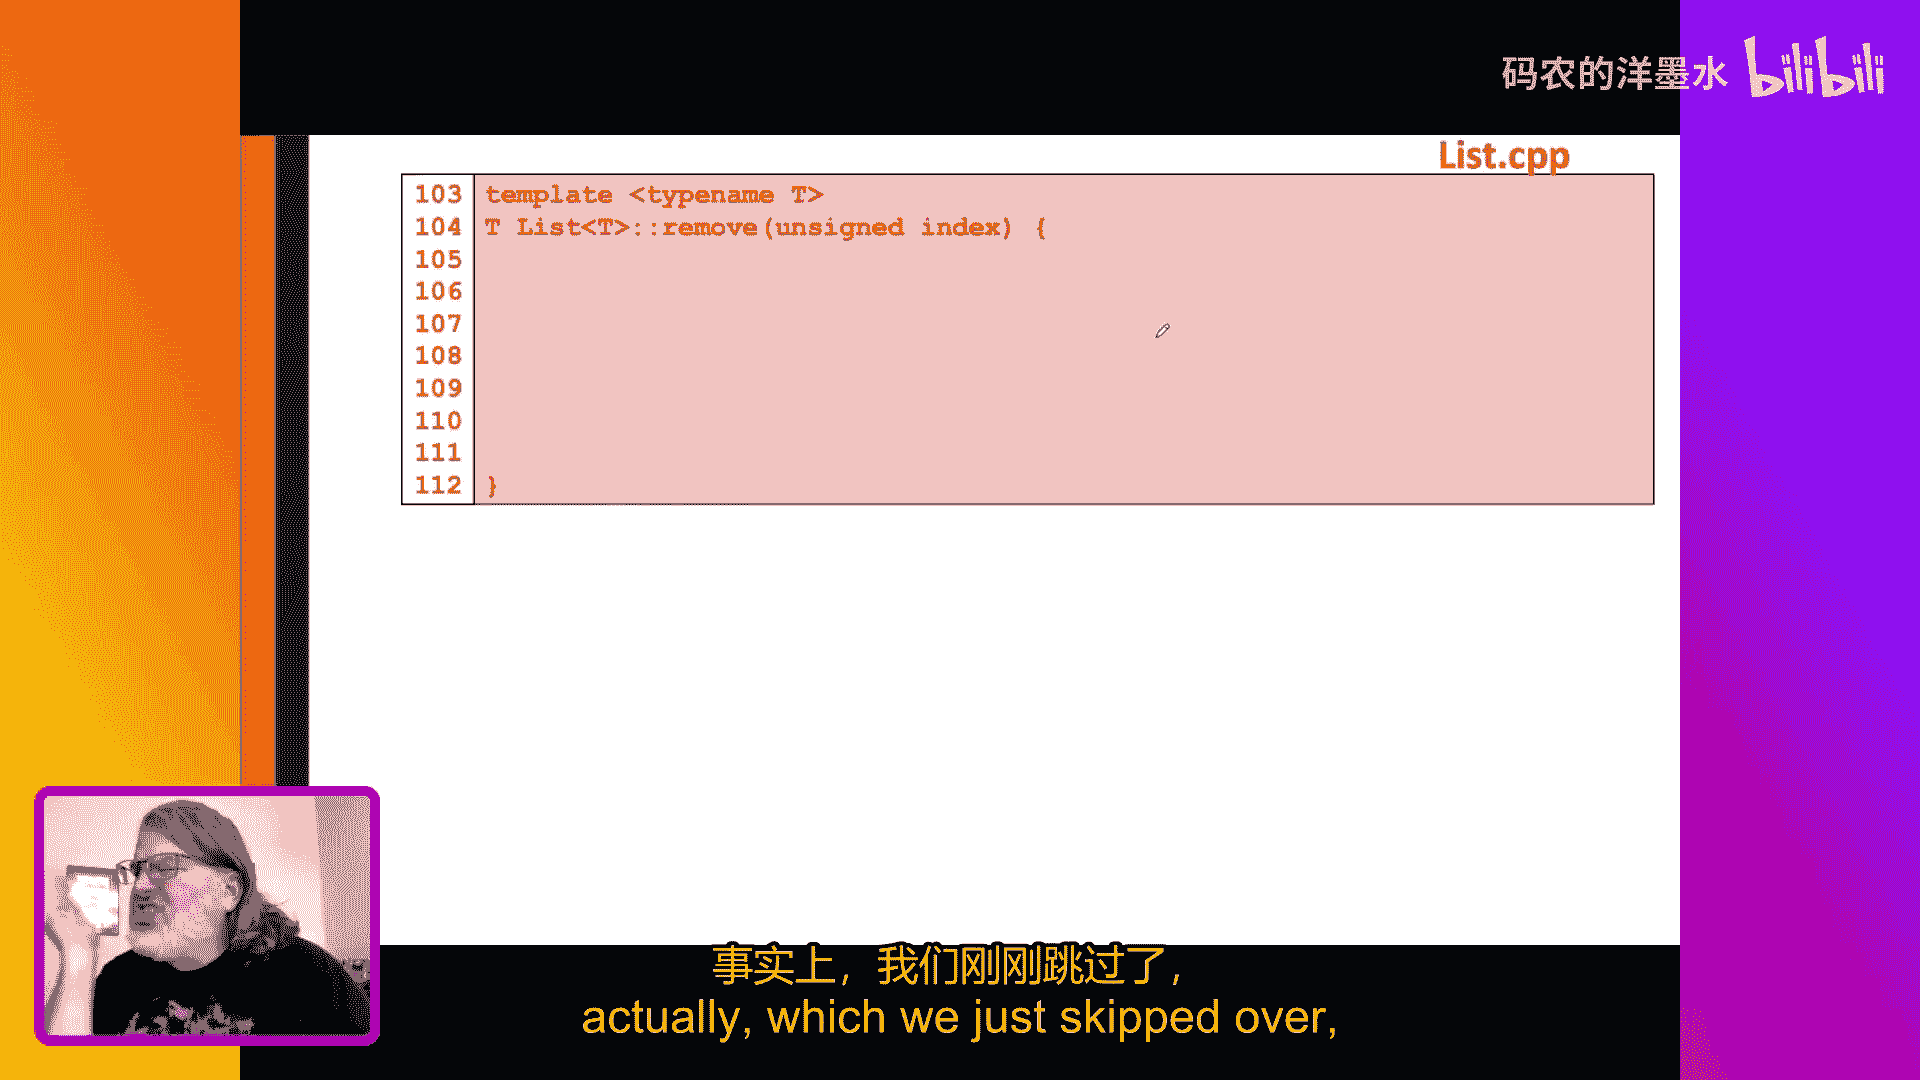 码农的洋墨水 bilibili
List.cpp
103 template <typename T>
104 T List<T>::remove(unsigned index) {
105
106
107
108
109
110
111
112 }
事实上，我们刚刚跳过了，
actually, which we just skipped over,